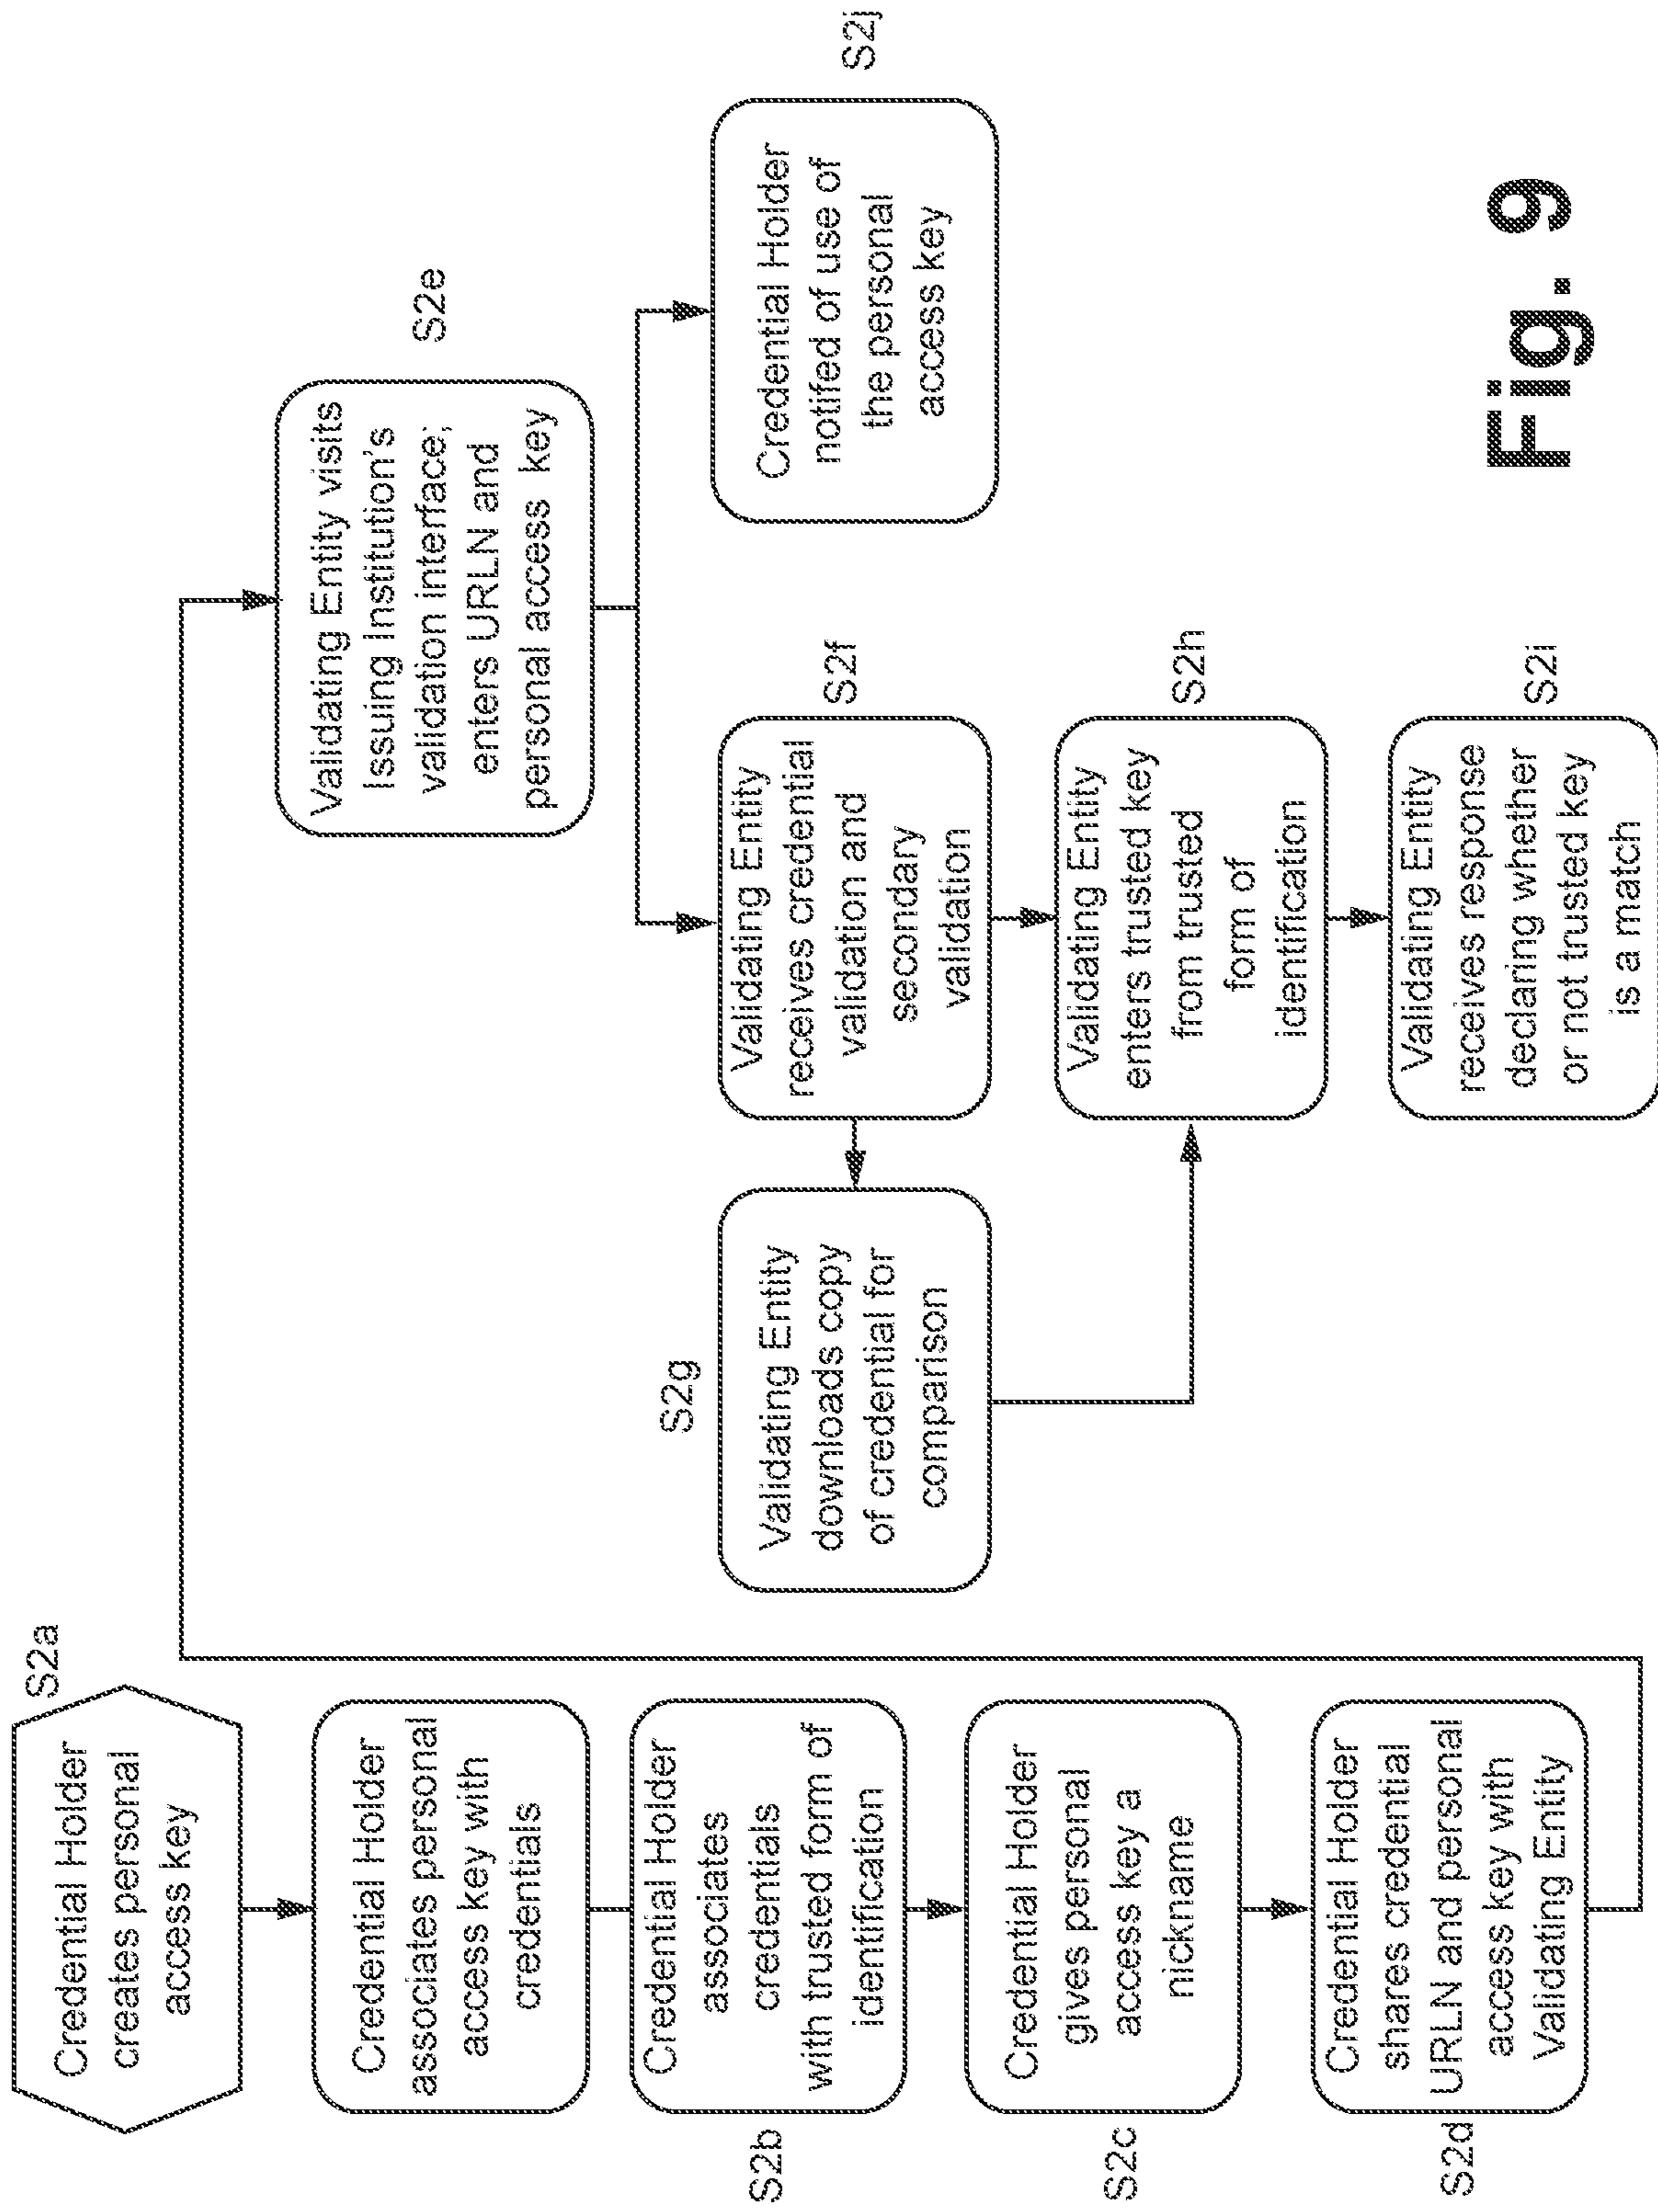 S2a
Credential Holder
creates personal
access key
Credential Holder
associates personal
access key with
credentials
S2b
Credential Holder
associates
credentials
with trusted form of
identification
S2c
Credential Holder
gives personal
access key a
nickname
S2d
Credential Holder
shares credential
URLN and personal
access key with
Validating Entity
S2e
Validating Entity visits
Issuing Institution's
validation interface;
enters URLN and
personal access key
S2f
Validating Entity
receives credential
validation and
secondary
validation
S2g
Validating Entity
downloads copy
of credential for
comparison
S2h
Validating Entity
enters trusted key
from trusted
form of
identification
S2i
Validating Entity
receives response
declaring whether
or not trusted key
is a match
S2j
Credential Holder
notifed of use of
the personal
access key
Fig. 9